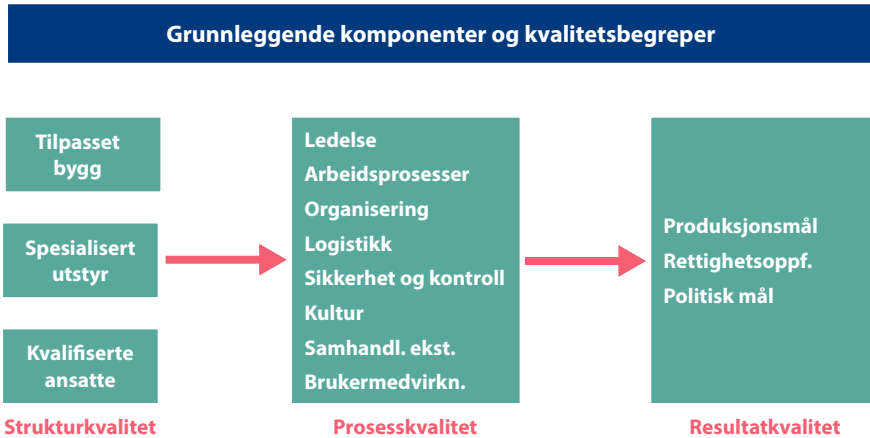 Grunnleggende komponenter og kvalitetsbegreper
Tilpasset
bygg
Spesialisert
utstyr
Kvalifiserte
ansatte
Strukturkvalitet
Ledelse
Arbeidsprosesser
Organisering
Logistikk
Sikkerhet og kontroll
Kultur
Samhandl. ekst.
Brukermedvirkn.
Prosesskvalitet
Produksjonsmål
Rettighetsoppf.
Politisk mål
Resultatkvalitet